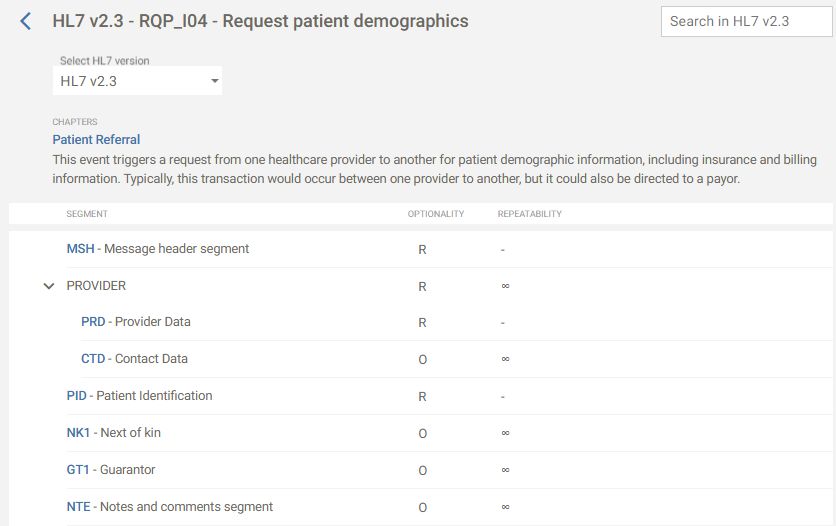 HL7 v2.3 - RQP_I04 - Request patient demographics
Search in HL7 v2.3
Select HL7 version
HL7 v2.3
CHAPTERS
Patient Referral
This event triggers a request from one healthcare provider to another for patient demographic information, including insurance and billing
information. Typically, this transaction would occur between one provider to another, but it could also be directed to a payor.
SEGMENT OPTIONALITY REPEATABILITY
MSH - Message header segment R -
PROVIDER R ∞
PRD - Provider Data R -
CTD - Contact Data O ∞
PID - Patient Identification R -
NK1 - Next of kin O ∞
GT1 - Guarantor O ∞
NTE - Notes and comments segment O ∞